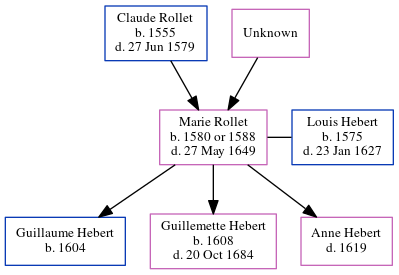 Claude Rollet
b. 1555
d. 27 Jun 1579
Unknown
Marie Rollet
b. 1580 or 1588
d. 27 May 1649
Louis Hebert
b. 1575
d. 23 Jan 1627
Guillaume Hebert
b. 1604
Guillemette Hebert
b. 1608
d. 20 Oct 1684
Anne Hebert
d. 1619